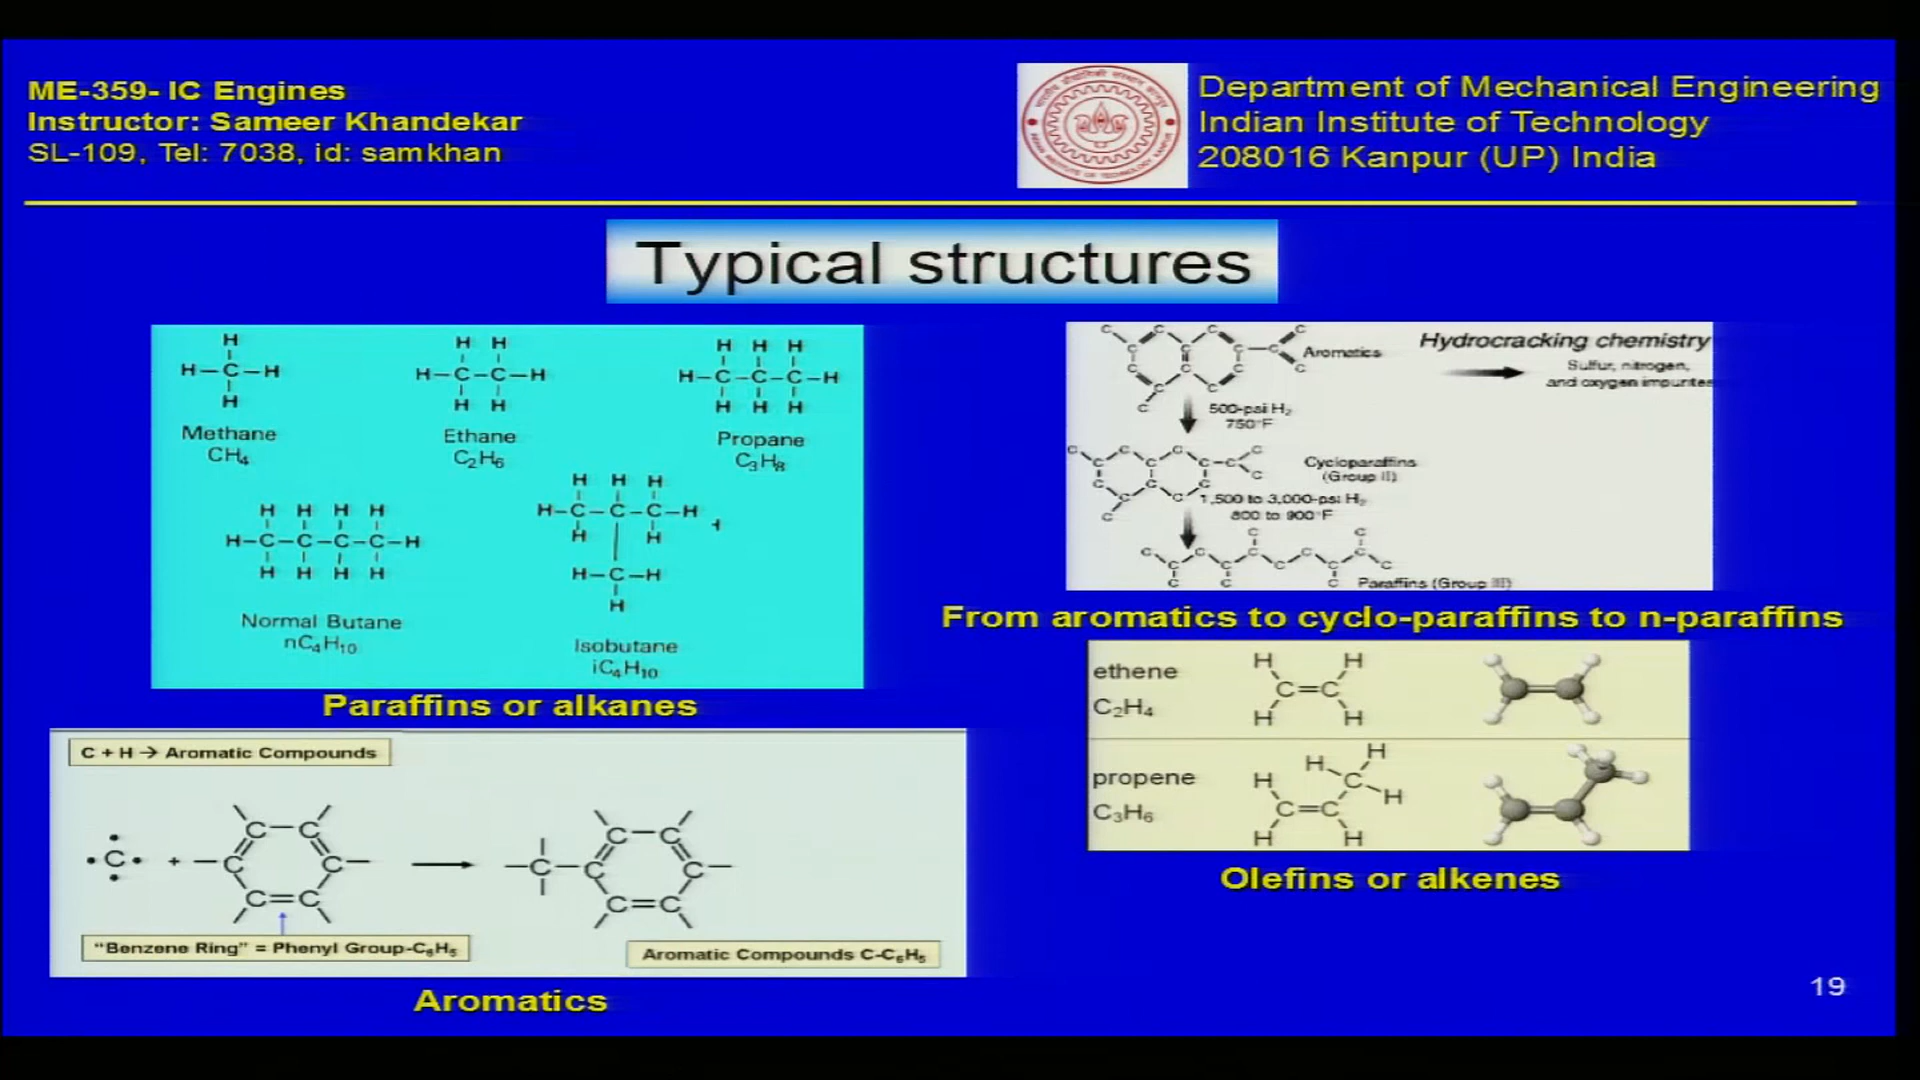 ME-359- IC Engines
Instructor: Sameer Khandekar
SL-109, Tel: 7038, id: samkhan
Department of Mechanical Engineering
Indian Institute of Technology
208016 Kanpur (UP) India
Typical structures
Methane
CH₄
Ethane
C₂H₆
Propane
C₃H₈
Normal Butane
nC₄H₁₀
Isobutane
iC₄H₁₀
Paraffins or alkanes
Hydrocracking chemistry
Aromatics
Sulfur, nitrogen,
and oxygen impurites
500-psi H₂
750°F
Cycloparaffins
(Group II)
1,500 to 3,000-psi H₂
800 to 900°F
Paraffins (Group III)
From aromatics to cyclo-paraffins to n-paraffins
ethene
C₂H₄
propene
C₃H₆
Olefins or alkenes
C + H → Aromatic Compounds
"Benzene Ring" = Phenyl Group-C₆H₅
Aromatic Compounds C-C₆H₅
Aromatics
19